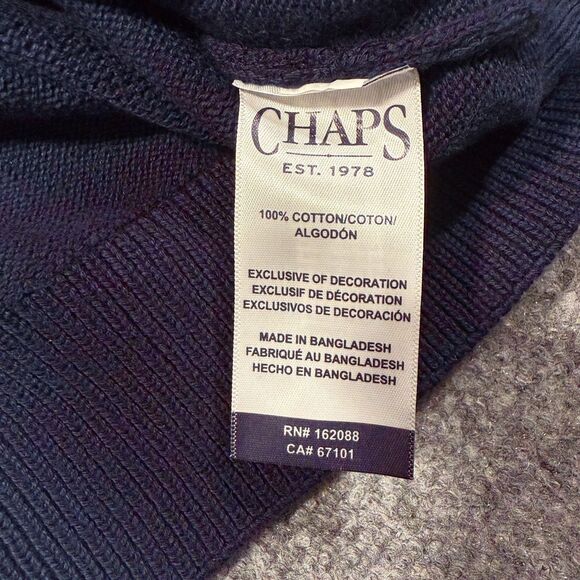 CHAPS
EST. 1978
100% COTTON/COTON/
ALGODÓN
EXCLUSIVE OF DECORATION
EXCLUSIF DE DÉCORATION
EXCLUSIVOS DE DECORACIÓN
MADE IN BANGLADESH
FABRIQUÉ AU BANGLADESH
HECHO EN BANGLADESH
RN# 162088
CA# 67101